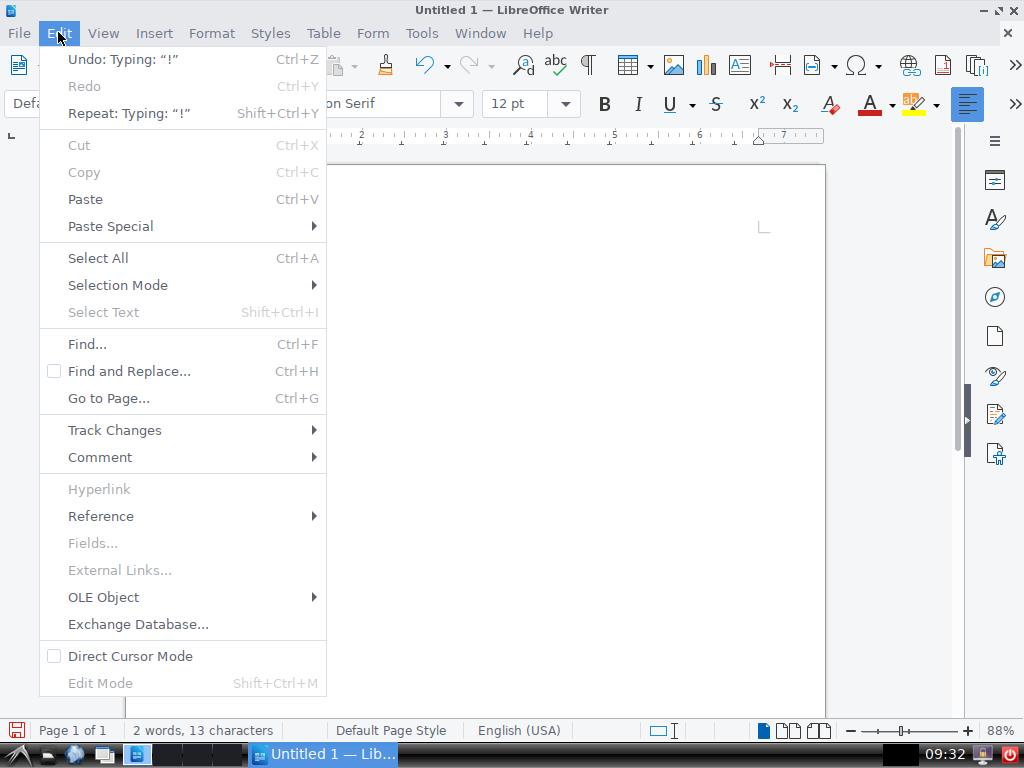 Untitled 1 — LibreOffice Writer
File Edit View Insert Format Styles Table Form Tools Window Help
Undo: Typing: “!” Ctrl+Z
Redo Ctrl+Y
Repeat: Typing: “!” Shift+Ctrl+Y
Cut Ctrl+X
Copy Ctrl+C
Paste Ctrl+V
Paste Special
Select All Ctrl+A
Selection Mode
Select Text Shift+Ctrl+I
Find... Ctrl+F
Find and Replace... Ctrl+H
Go to Page... Ctrl+G
Track Changes
Comment
Hyperlink
Reference
Fields...
External Links...
OLE Object
Exchange Database...
Direct Cursor Mode
Edit Mode Shift+Ctrl+M
Serif 12 pt
2 3 4 5 6 7
Page 1 of 1 2 words, 13 characters Default Page Style English (USA) 88%
Untitled 1 — Lib... 09:32